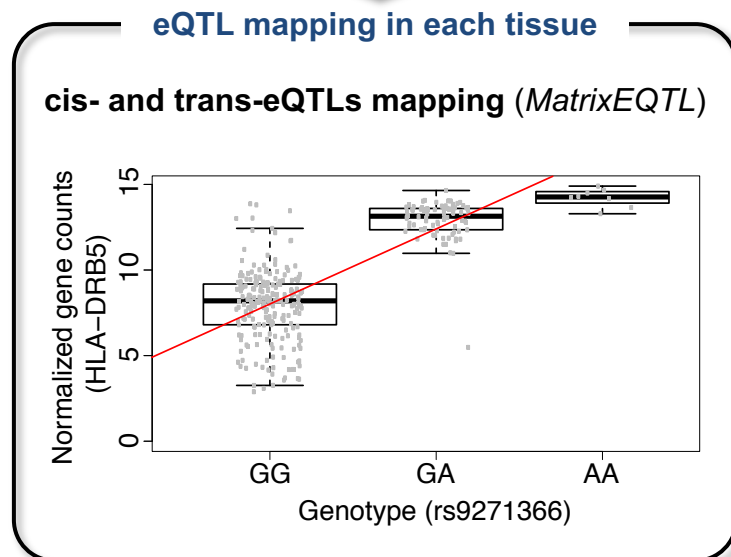 eQTL mapping in each tissue
cis- and trans-eQTLs mapping (MatrixEQTL)
Normalized gene counts
(HLA−DRB5)
15
10
5
0
GG GA AA
Genotype (rs9271366)